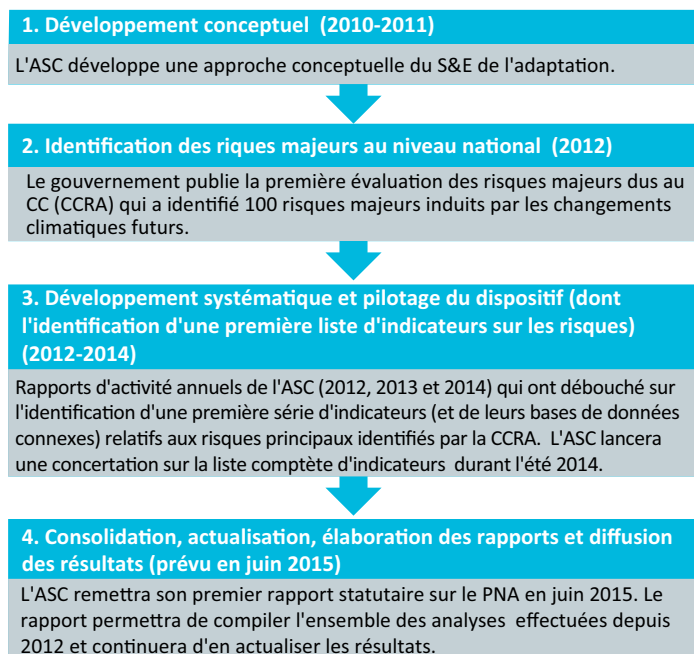 1. Développement conceptuel (2010-2011)
L'ASC développe une approche conceptuelle du S&E de l'adaptation.
2. Identification des riques majeurs au niveau national (2012)
Le gouvernement publie la première évaluation des risques majeurs dus au
CC (CCRA) qui a identifié 100 risques majeurs induits par les changements
climatiques futurs.
3. Développement systématique et pilotage du dispositif (dont
l'identification d'une première liste d'indicateurs sur les risques)
(2012-2014)
Rapports d'activité annuels de l'ASC (2012, 2013 et 2014) qui ont débouché sur
l'identification d'une première série d'indicateurs (et de leurs bases de données
connexes) relatifs aux risques principaux identifiés par la CCRA. L'ASC lancera
une concertation sur la liste comptète d'indicateurs durant l'été 2014.
4. Consolidation, actualisation, élaboration des rapports et diffusion
des résultats (prévu en juin 2015)
L'ASC remettra son premier rapport statutaire sur le PNA en juin 2015. Le
rapport permettra de compiler l'ensemble des analyses effectuées depuis
2012 et continuera d'en actualiser les résultats.